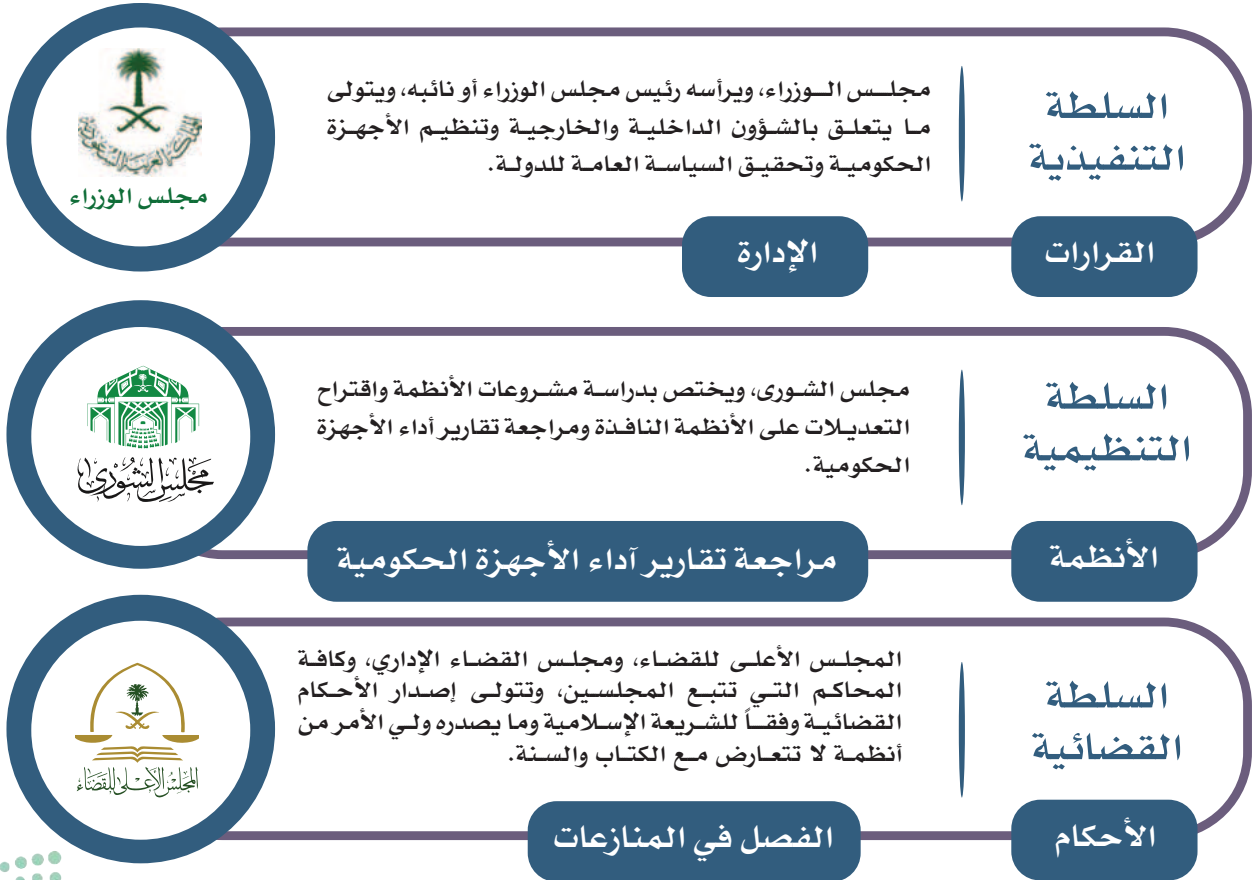 السلطة
التنفيذية
مجلس الوزراء، ويرأسه رئيس مجلس الوزراء أو نائبه، ويتولى
ما يتعلق بالشؤون الداخلية والخارجية وتنظيم الأجهزة
الحكومية وتحقيق السياسة العامة للدولة.
المملكة العربية السعودية
مجلس الوزراء
القرارات
الإدارة
السلطة
التنظيمية
مجلس الشورى، ويختص بدراسة مشروعات الأنظمة واقتراح
التعديلات على الأنظمة النافذة ومراجعة تقارير أداء الأجهزة
الحكومية.
مجلس الشورى
الأنظمة
مراجعة تقارير آداء الأجهزة الحكومية
السلطة
القضائية
المجلس الأعلى للقضاء، ومجلس القضاء الإداري، وكافة
المحاكم التي تتبع المجلسين، وتتولى إصدار الأحكام
القضائية وفقاً للشريعة الإسلامية وما يصدره ولي الأمر من
أنظمة لا تتعارض مع الكتاب والسنة.
المجلس الأعلى للقضاء
الأحكام
الفصل في المنازعات